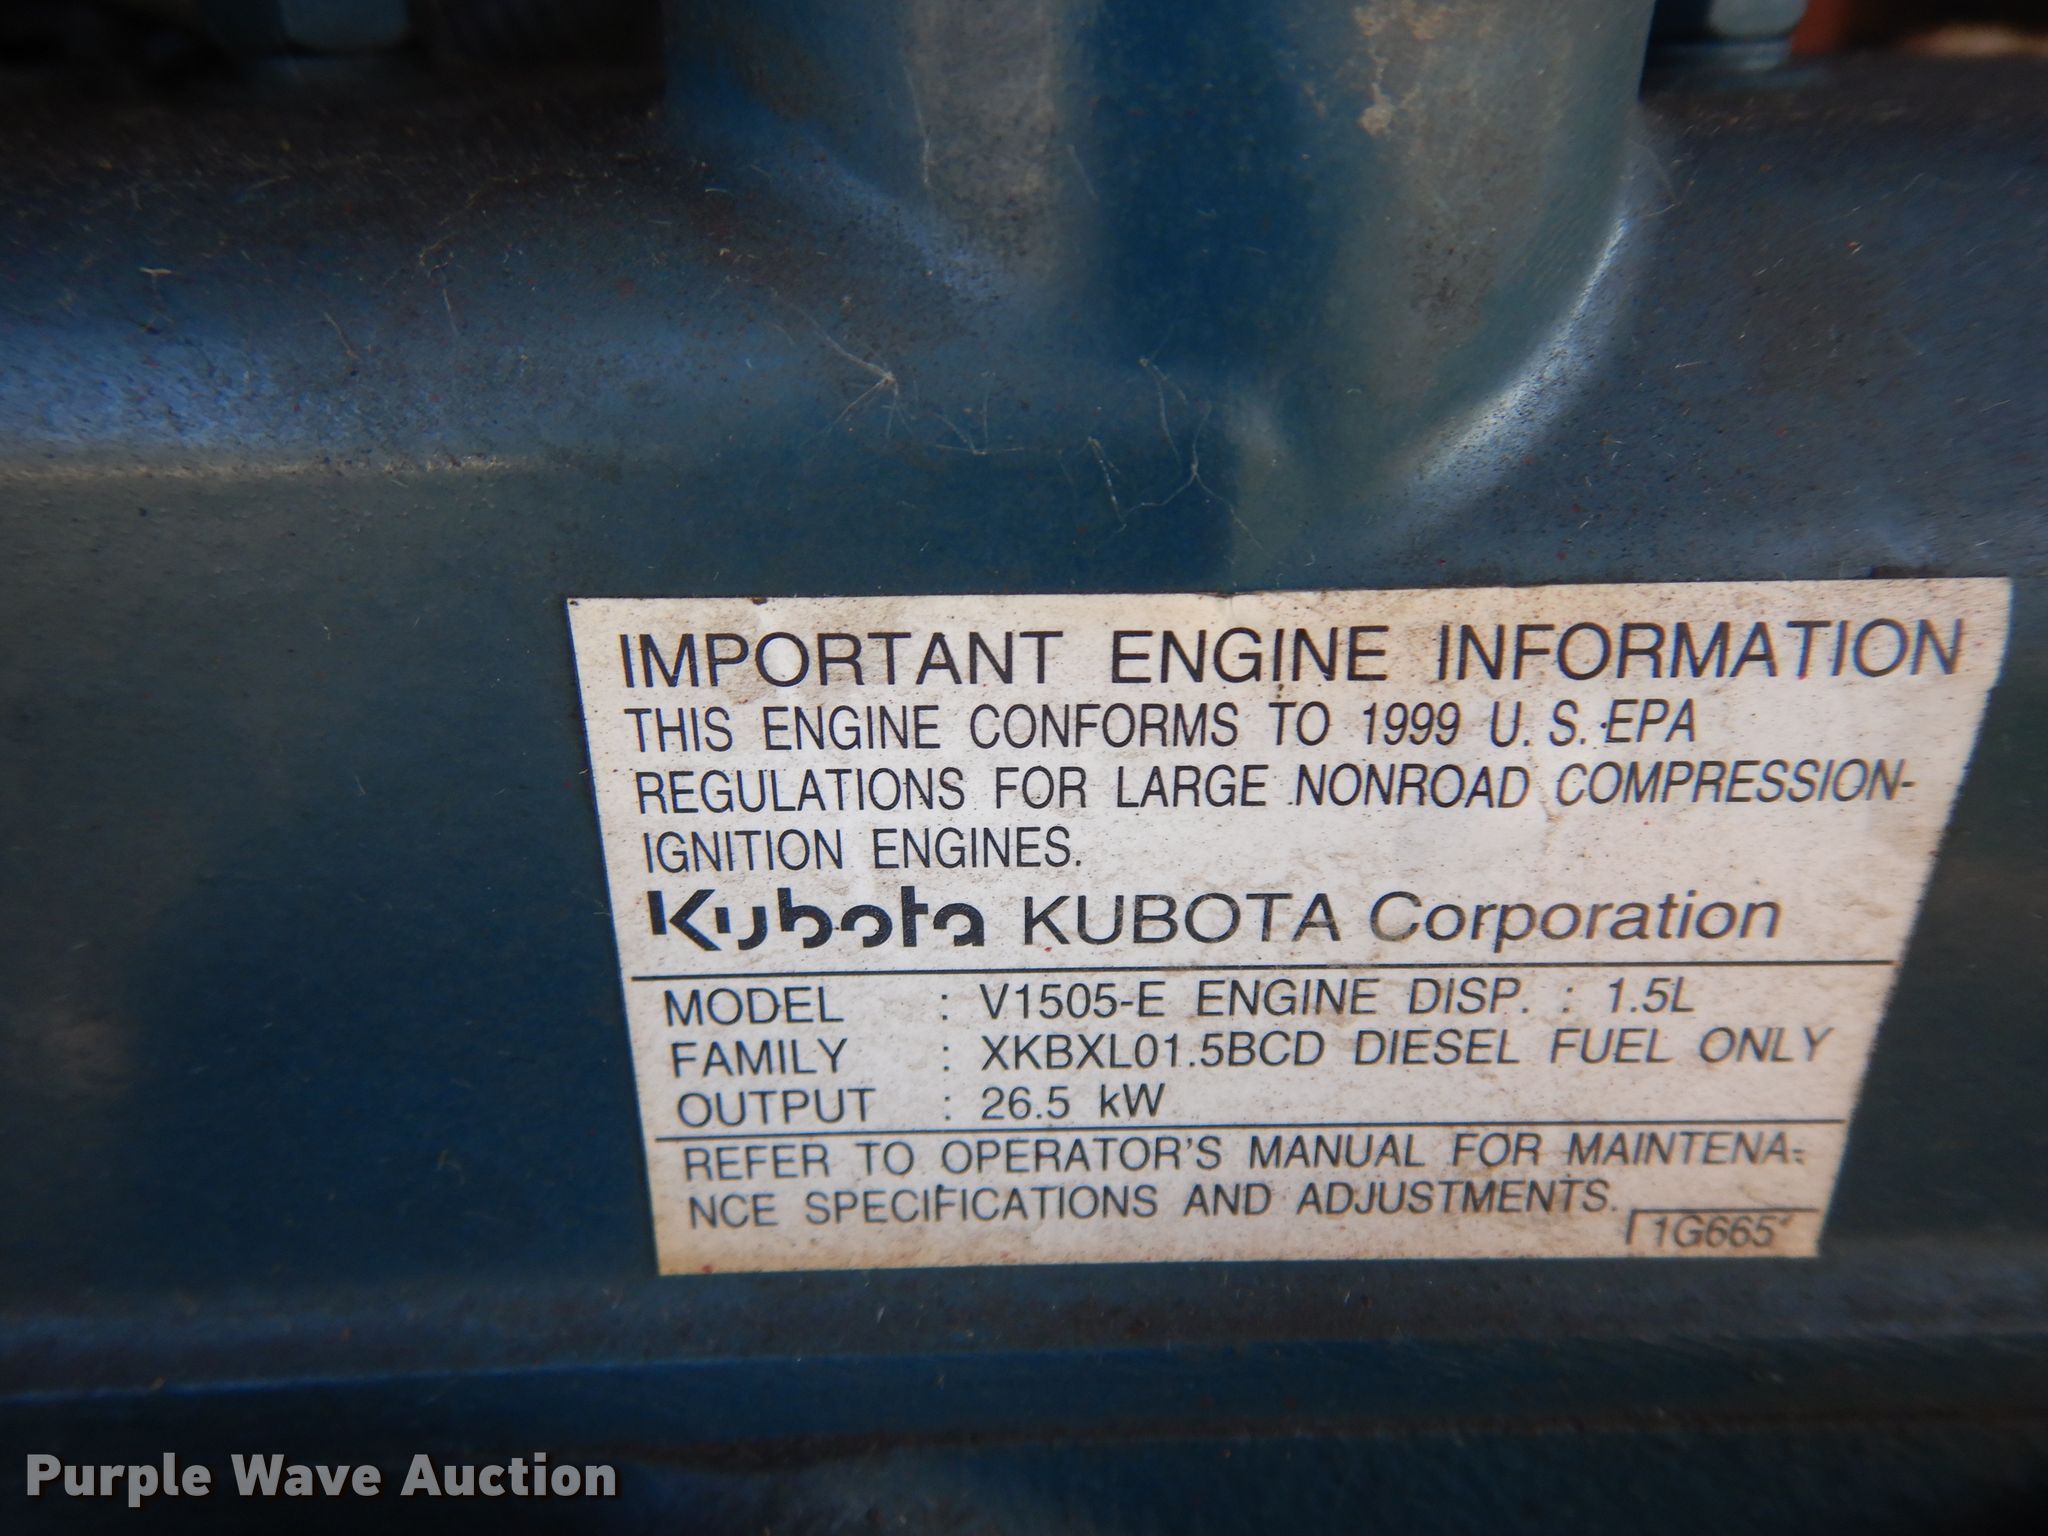 IMPORTANT ENGINE INFORMATION
THIS ENGINE CONFORMS TO 1999 U. S. EPA
REGULATIONS FOR LARGE NONROAD COMPRESSION-
IGNITION ENGINES.
Kubota KUBOTA Corporation
MODEL : V1505-E ENGINE DISP. : 1.5L
FAMILY : XKBXL01.5BCD DIESEL FUEL ONLY
OUTPUT : 26.5 kW
REFER TO OPERATOR'S MANUAL FOR MAINTENA-
NCE SPECIFICATIONS AND ADJUSTMENTS.
Purple Wave Auction